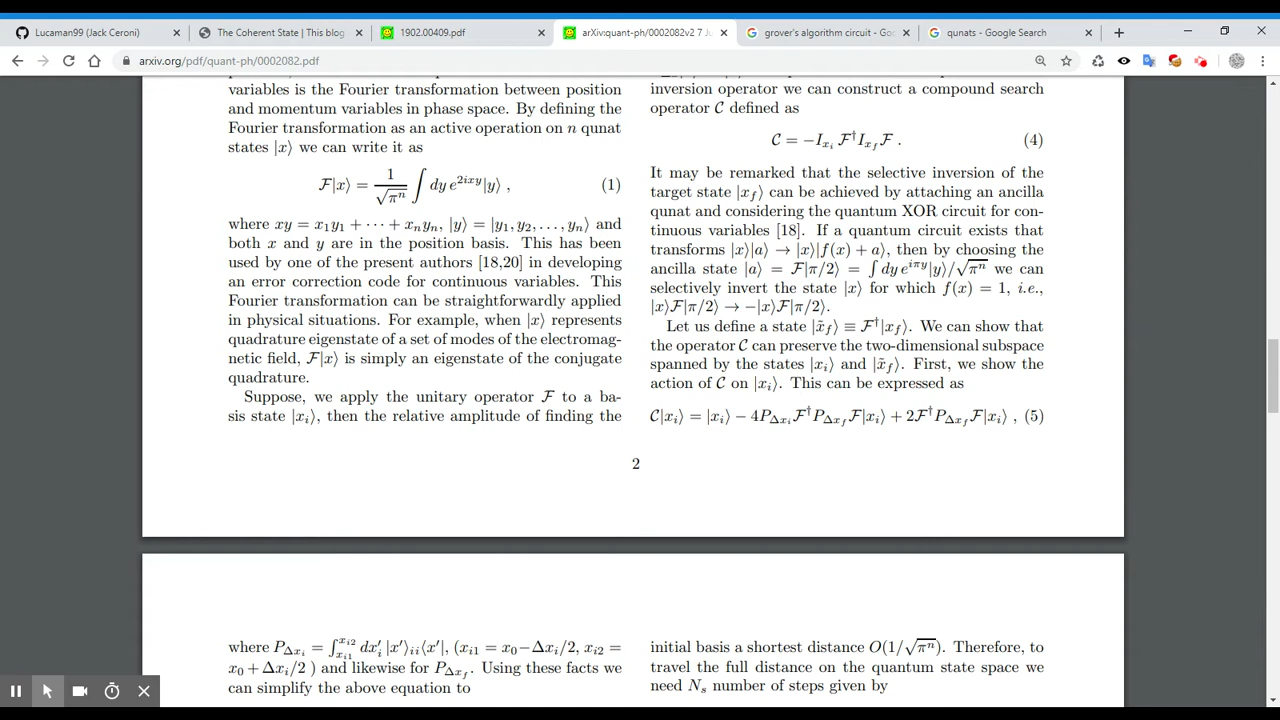 Lucaman99 (Jack Ceroni)
The Coherent State | This blog
1902.00409.pdf
arXiv:quant-ph/0002082v2 7 Ju
grover's algorithm circuit - Goo
qunats - Google Search
arxiv.org/pdf/quant-ph/0002082.pdf
variables is the Fourier transformation between position
and momentum variables in phase space. By defining the
Fourier transformation as an active operation on n qunat
states |x⟩ we can write it as
ℱ|x⟩ = 1/√πⁿ ∫ dy e^{2ixy}|y⟩ , (1)
where xy = x₁y₁ + ⋯ + xₙyₙ, |y⟩ = |y₁, y₂, …, yₙ⟩ and
both x and y are in the position basis. This has been
used by one of the present authors [18,20] in developing
an error correction code for continuous variables. This
Fourier transformation can be straightforwardly applied
in physical situations. For example, when |x⟩ represents
quadrature eigenstate of a set of modes of the electromag-
netic field, ℱ|x⟩ is simply an eigenstate of the conjugate
quadrature.
Suppose, we apply the unitary operator ℱ to a ba-
sis state |xᵢ⟩, then the relative amplitude of finding the
inversion operator we can construct a compound search
operator 𝒞 defined as
𝒞 = −I_{x_i} ℱ† I_{x_f} ℱ . (4)
It may be remarked that the selective inversion of the
target state |x_f⟩ can be achieved by attaching an ancilla
qunat and considering the quantum XOR circuit for con-
tinuous variables [18]. If a quantum circuit exists that
transforms |x⟩|a⟩ → |x⟩|f(x) + a⟩, then by choosing the
ancilla state |a⟩ = ℱ|π/2⟩ = ∫ dy e^{iπy}|y⟩/√πⁿ we can
selectively invert the state |x⟩ for which f(x) = 1, i.e.,
|x⟩ℱ|π/2⟩ → −|x⟩ℱ|π/2⟩.
Let us define a state |x̃_f⟩ ≡ ℱ†|x_f⟩. We can show that
the operator 𝒞 can preserve the two-dimensional subspace
spanned by the states |xᵢ⟩ and |x̃_f⟩. First, we show the
action of 𝒞 on |xᵢ⟩. This can be expressed as
𝒞|xᵢ⟩ = |xᵢ⟩ − 4P_{Δx_i}ℱ†P_{Δx_f}ℱ|xᵢ⟩ + 2ℱ†P_{Δx_f}ℱ|xᵢ⟩ , (5)
2
where P_{Δx_i} = ∫_{x_{i1}}^{x_{i2}} dx′ᵢ |x′⟩ᵢᵢ⟨x′|, (x_{i1} = x₀−Δxᵢ/2, x_{i2} =
x₀ + Δxᵢ/2 ) and likewise for P_{Δx_f}. Using these facts we
can simplify the above equation to
initial basis a shortest distance O(1/√πⁿ). Therefore, to
travel the full distance on the quantum state space we
need N_s number of steps given by